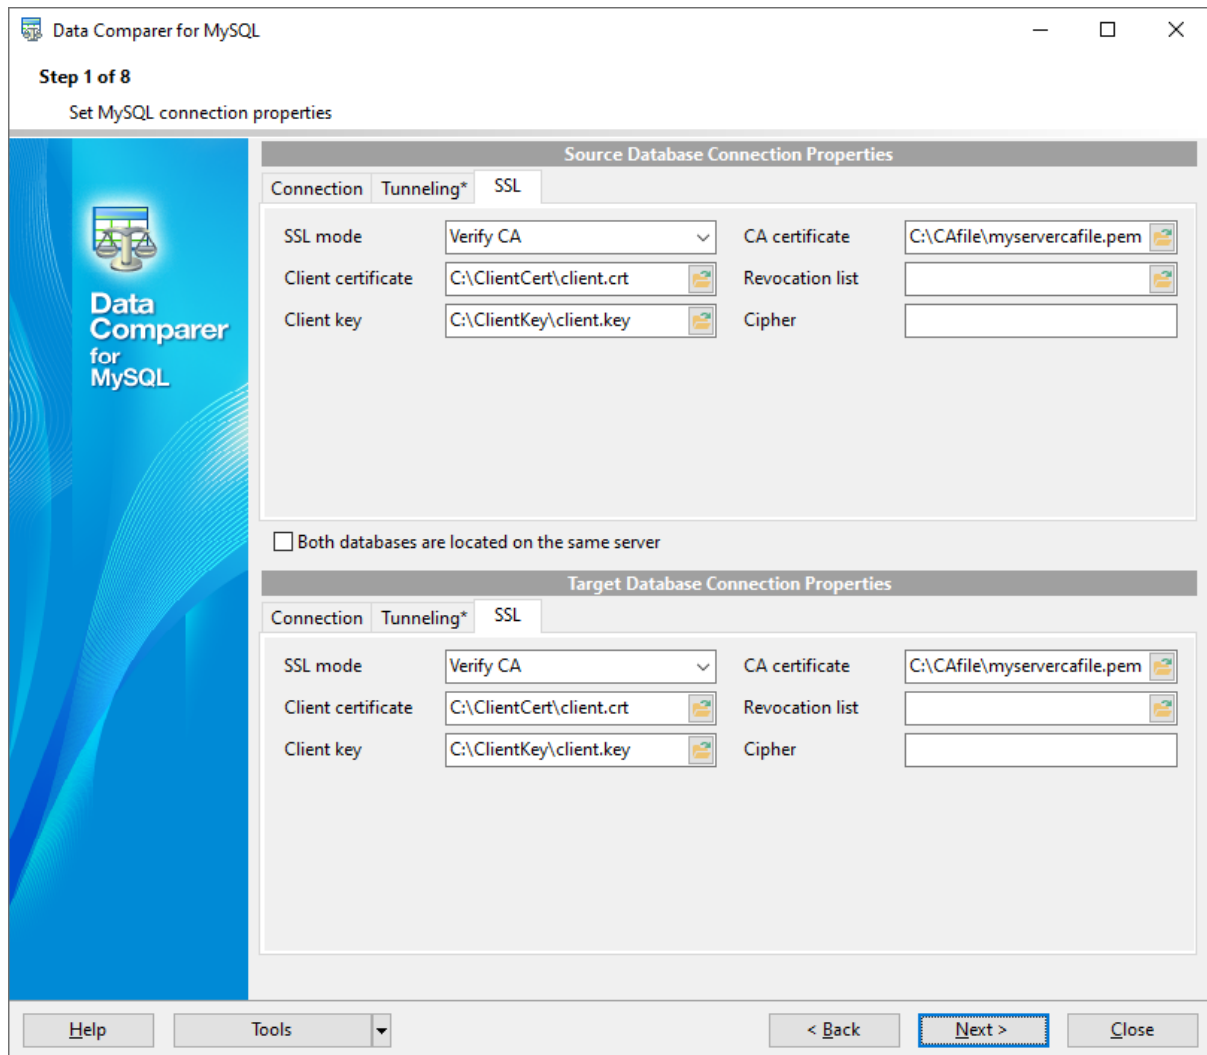 Data Comparer for MySQL
Step 1 of 8
Set MySQL connection properties
Data
Comparer
for
MySQL
Source Database Connection Properties
Connection Tunneling* SSL
SSL mode Verify CA CA certificate C:\CAfile\myservercafile.pem
Client certificate C:\ClientCert\client.crt Revocation list
Client key C:\ClientKey\client.key Cipher
Both databases are located on the same server
Target Database Connection Properties
Connection Tunneling* SSL
SSL mode Verify CA CA certificate C:\CAfile\myservercafile.pem
Client certificate C:\ClientCert\client.crt Revocation list
Client key C:\ClientKey\client.key Cipher
Help Tools < Back Next > Close